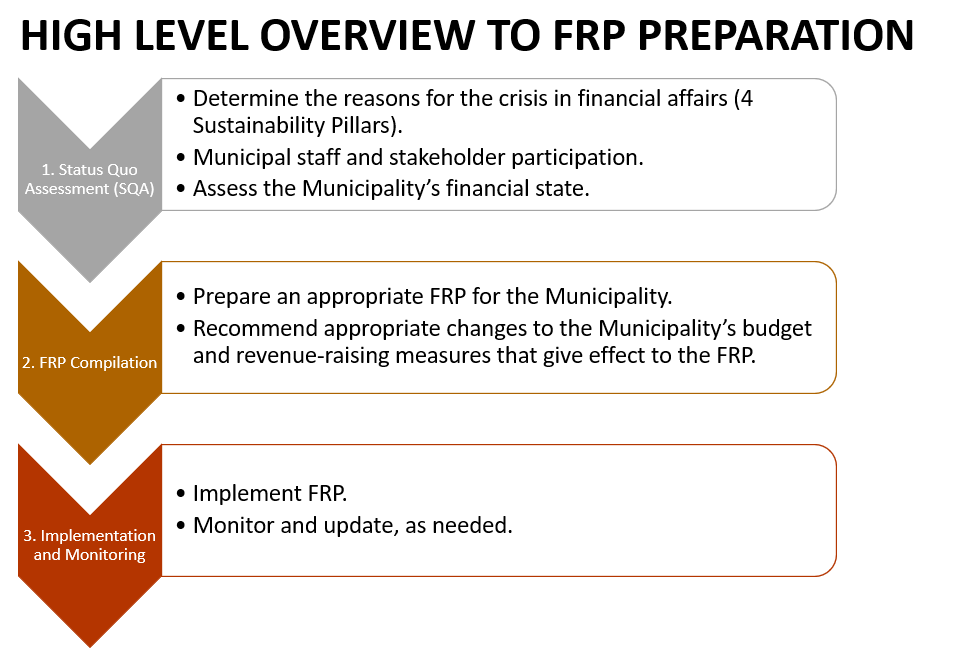 HIGH LEVEL OVERVIEW TO FRP PREPARATION
1. Status Quo
Assessment (SQA)
• Determine the reasons for the crisis in financial affairs (4
Sustainability Pillars).
• Municipal staff and stakeholder participation.
• Assess the Municipality’s financial state.
2. FRP Compilation
• Prepare an appropriate FRP for the Municipality.
• Recommend appropriate changes to the Municipality’s budget
and revenue-raising measures that give effect to the FRP.
3. Implementation
and Monitoring
• Implement FRP.
• Monitor and update, as needed.